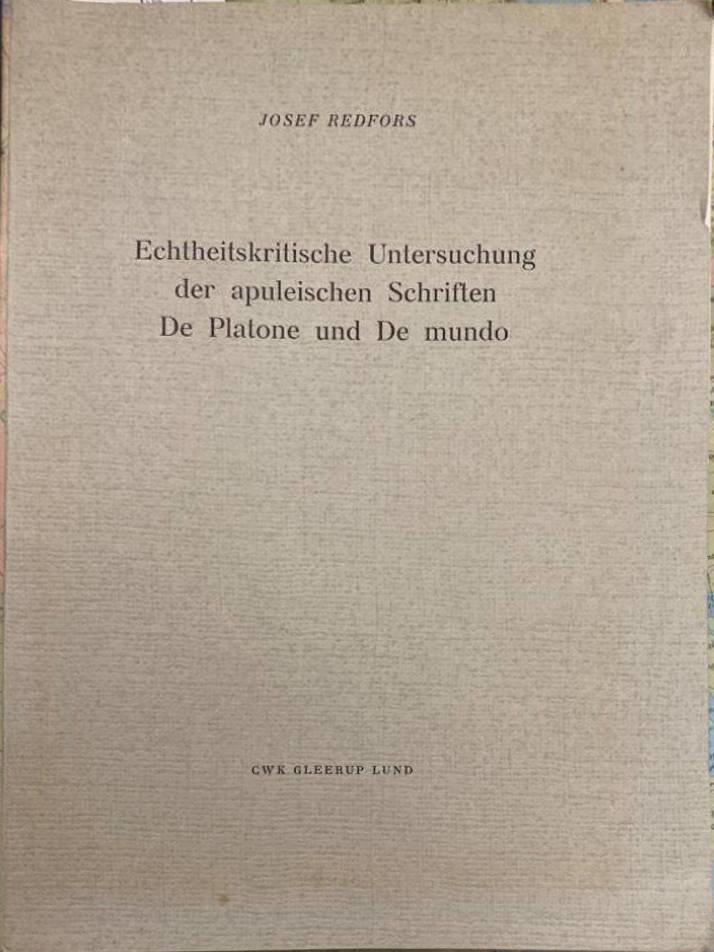 JOSEF REDFORS
Echtheitskritische Untersuchung
der apuleischen Schriften
De Platone und De mundo
CWK GLEERUP LUND